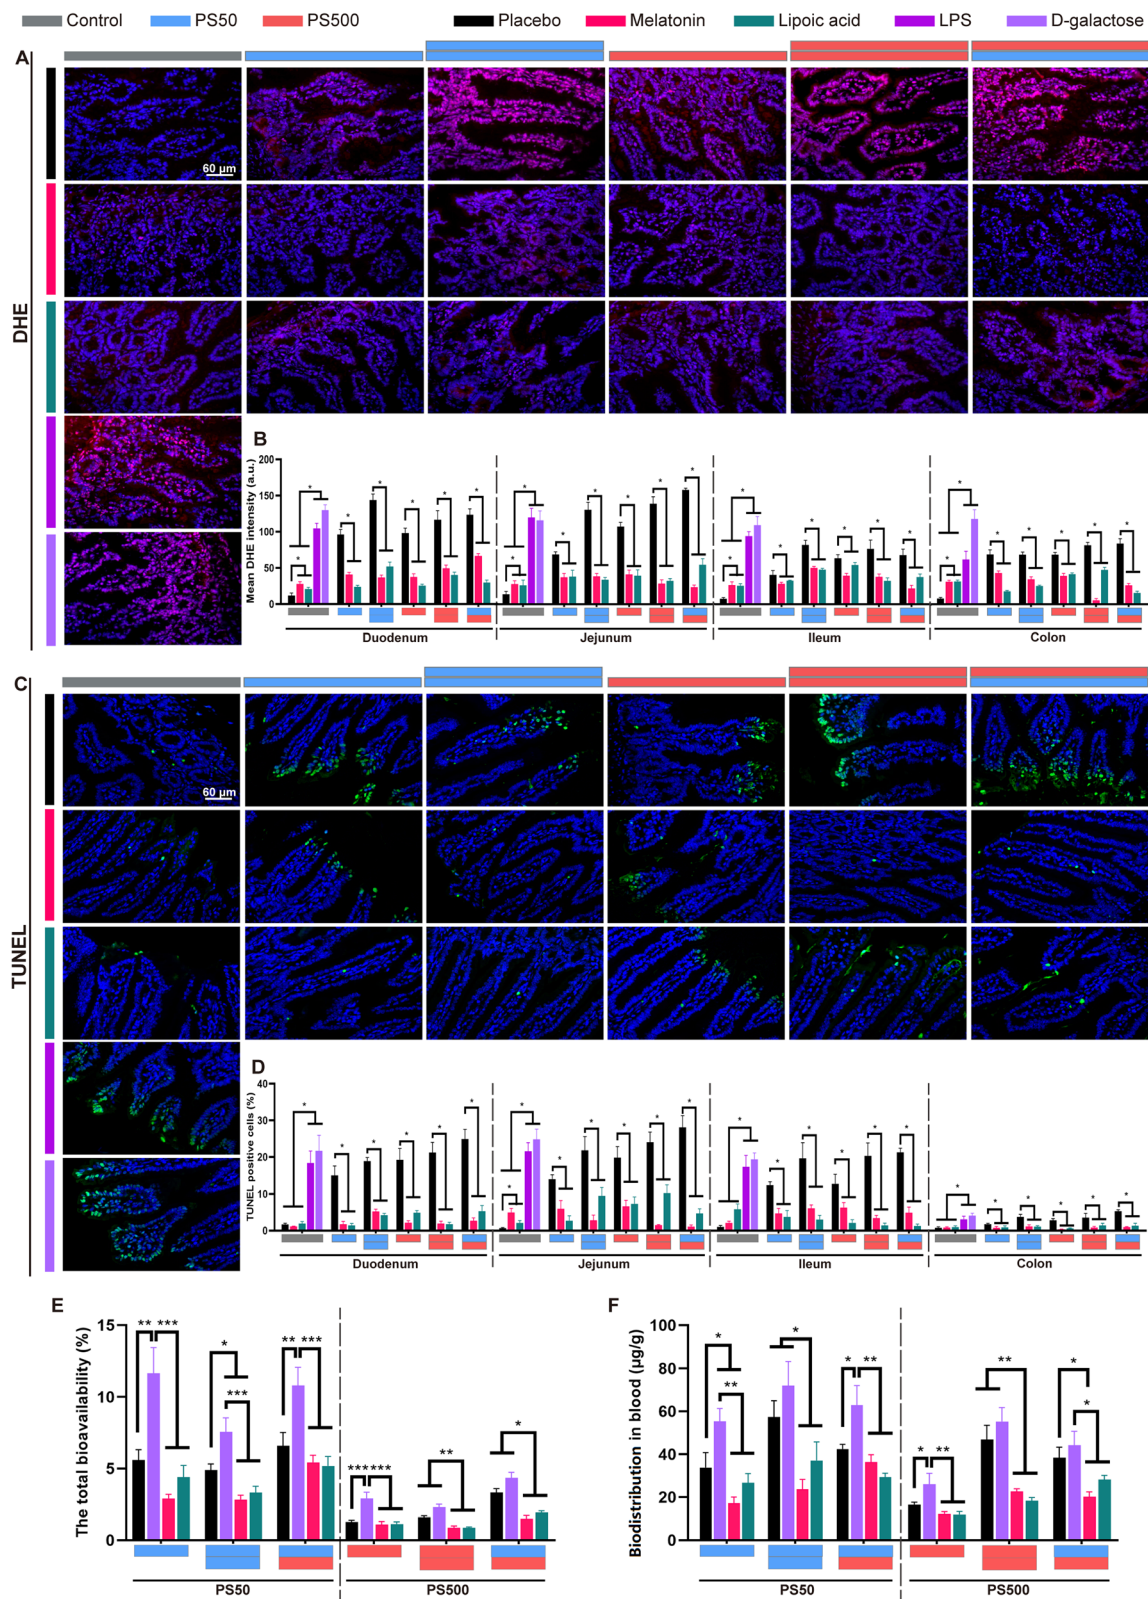 Control PS50 PS500 Placebo Melatonin Lipoic acid LPS D-galactose
A
DHE
60 μm
B
Mean DHE intensity (a.u.)
200
150
100
50
0
* * * * * * *
* * * * * * *
* * * * * * *
* * * * * * *
Duodenum Jejunum Ileum Colon
C
TUNEL
60 μm
D
TUNEL positive cells (%)
40
30
20
10
0
* * * * * *
* * * * * * *
* * * * *
* * * * * *
Duodenum Jejunum Ileum Colon
E
The total bioavailability (%)
15
10
5
0
** *** * *** ** *** *** *** ** *
PS50 PS500
F
Biodistribution in blood (μg/g)
100
80
60
40
20
0
* ** * * ** * ** ** * *
PS50 PS500